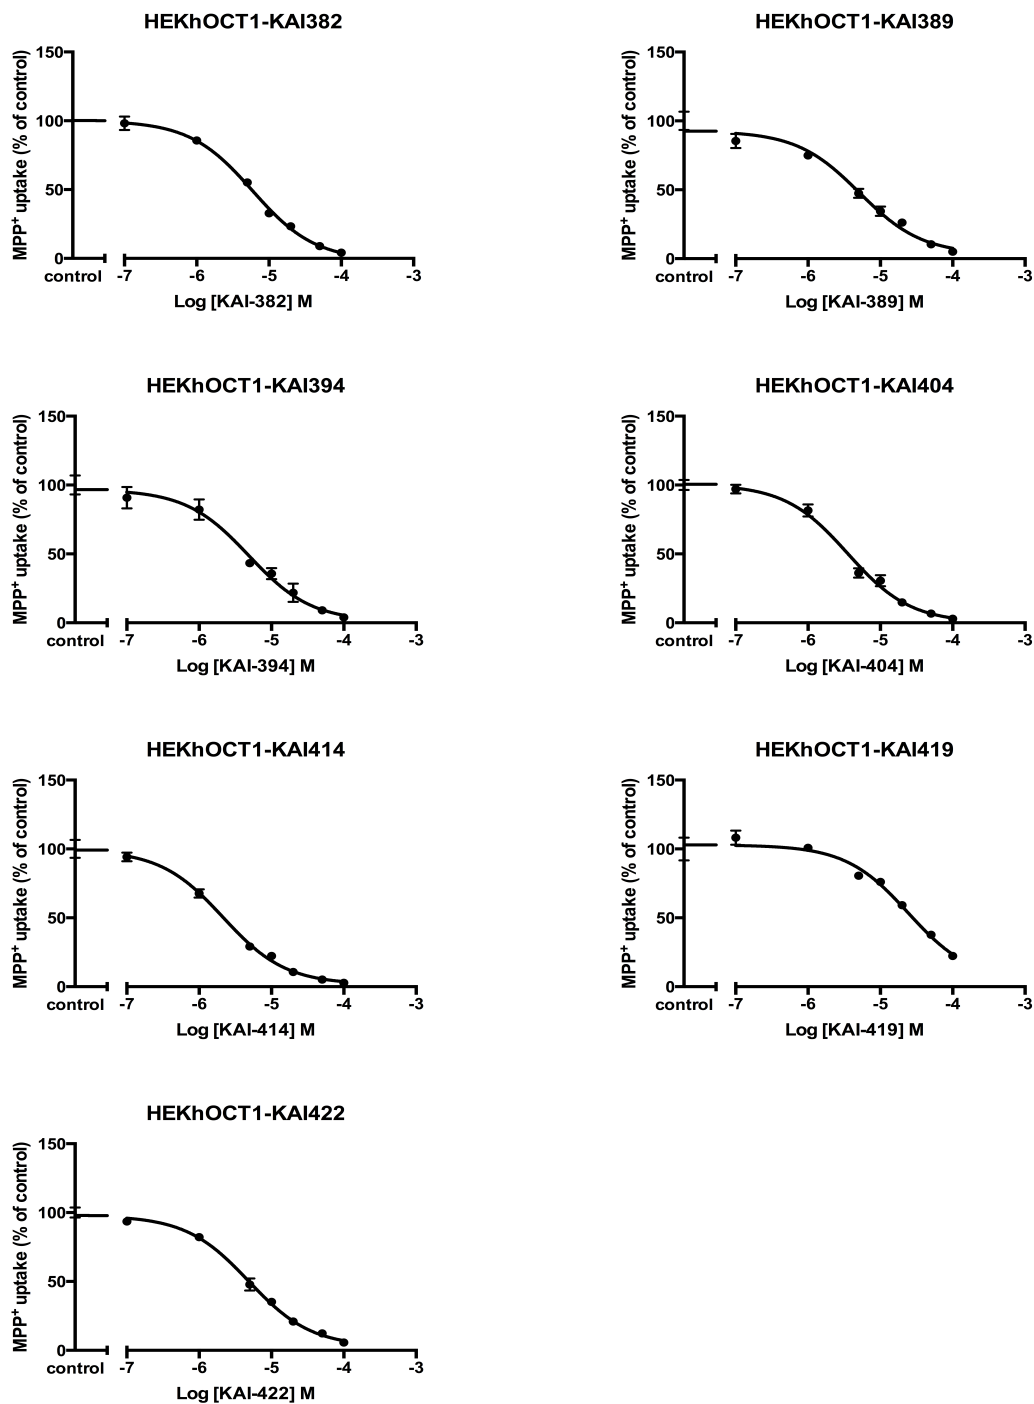 HEKhOCT1-KAI382
MPP+ uptake (% of control)
150
100
50
0
control
-7
-6
-5
-4
-3
Log [KAI-382] M
HEKhOCT1-KAI389
MPP+ uptake (% of control)
150
100
50
0
control
-7
-6
-5
-4
-3
Log [KAI-389] M
HEKhOCT1-KAI394
MPP+ uptake (% of control)
150
100
50
0
control
-7
-6
-5
-4
-3
Log [KAI-394] M
HEKhOCT1-KAI404
MPP+ uptake (% of control)
150
100
50
0
control
-7
-6
-5
-4
-3
Log [KAI-404] M
HEKhOCT1-KAI414
MPP+ uptake (% of control)
150
100
50
0
control
-7
-6
-5
-4
-3
Log [KAI-414] M
HEKhOCT1-KAI419
MPP+ uptake (% of control)
150
100
50
0
control
-7
-6
-5
-4
-3
Log [KAI-419] M
HEKhOCT1-KAI422
MPP+ uptake (% of control)
150
100
50
0
control
-7
-6
-5
-4
-3
Log [KAI-422] M